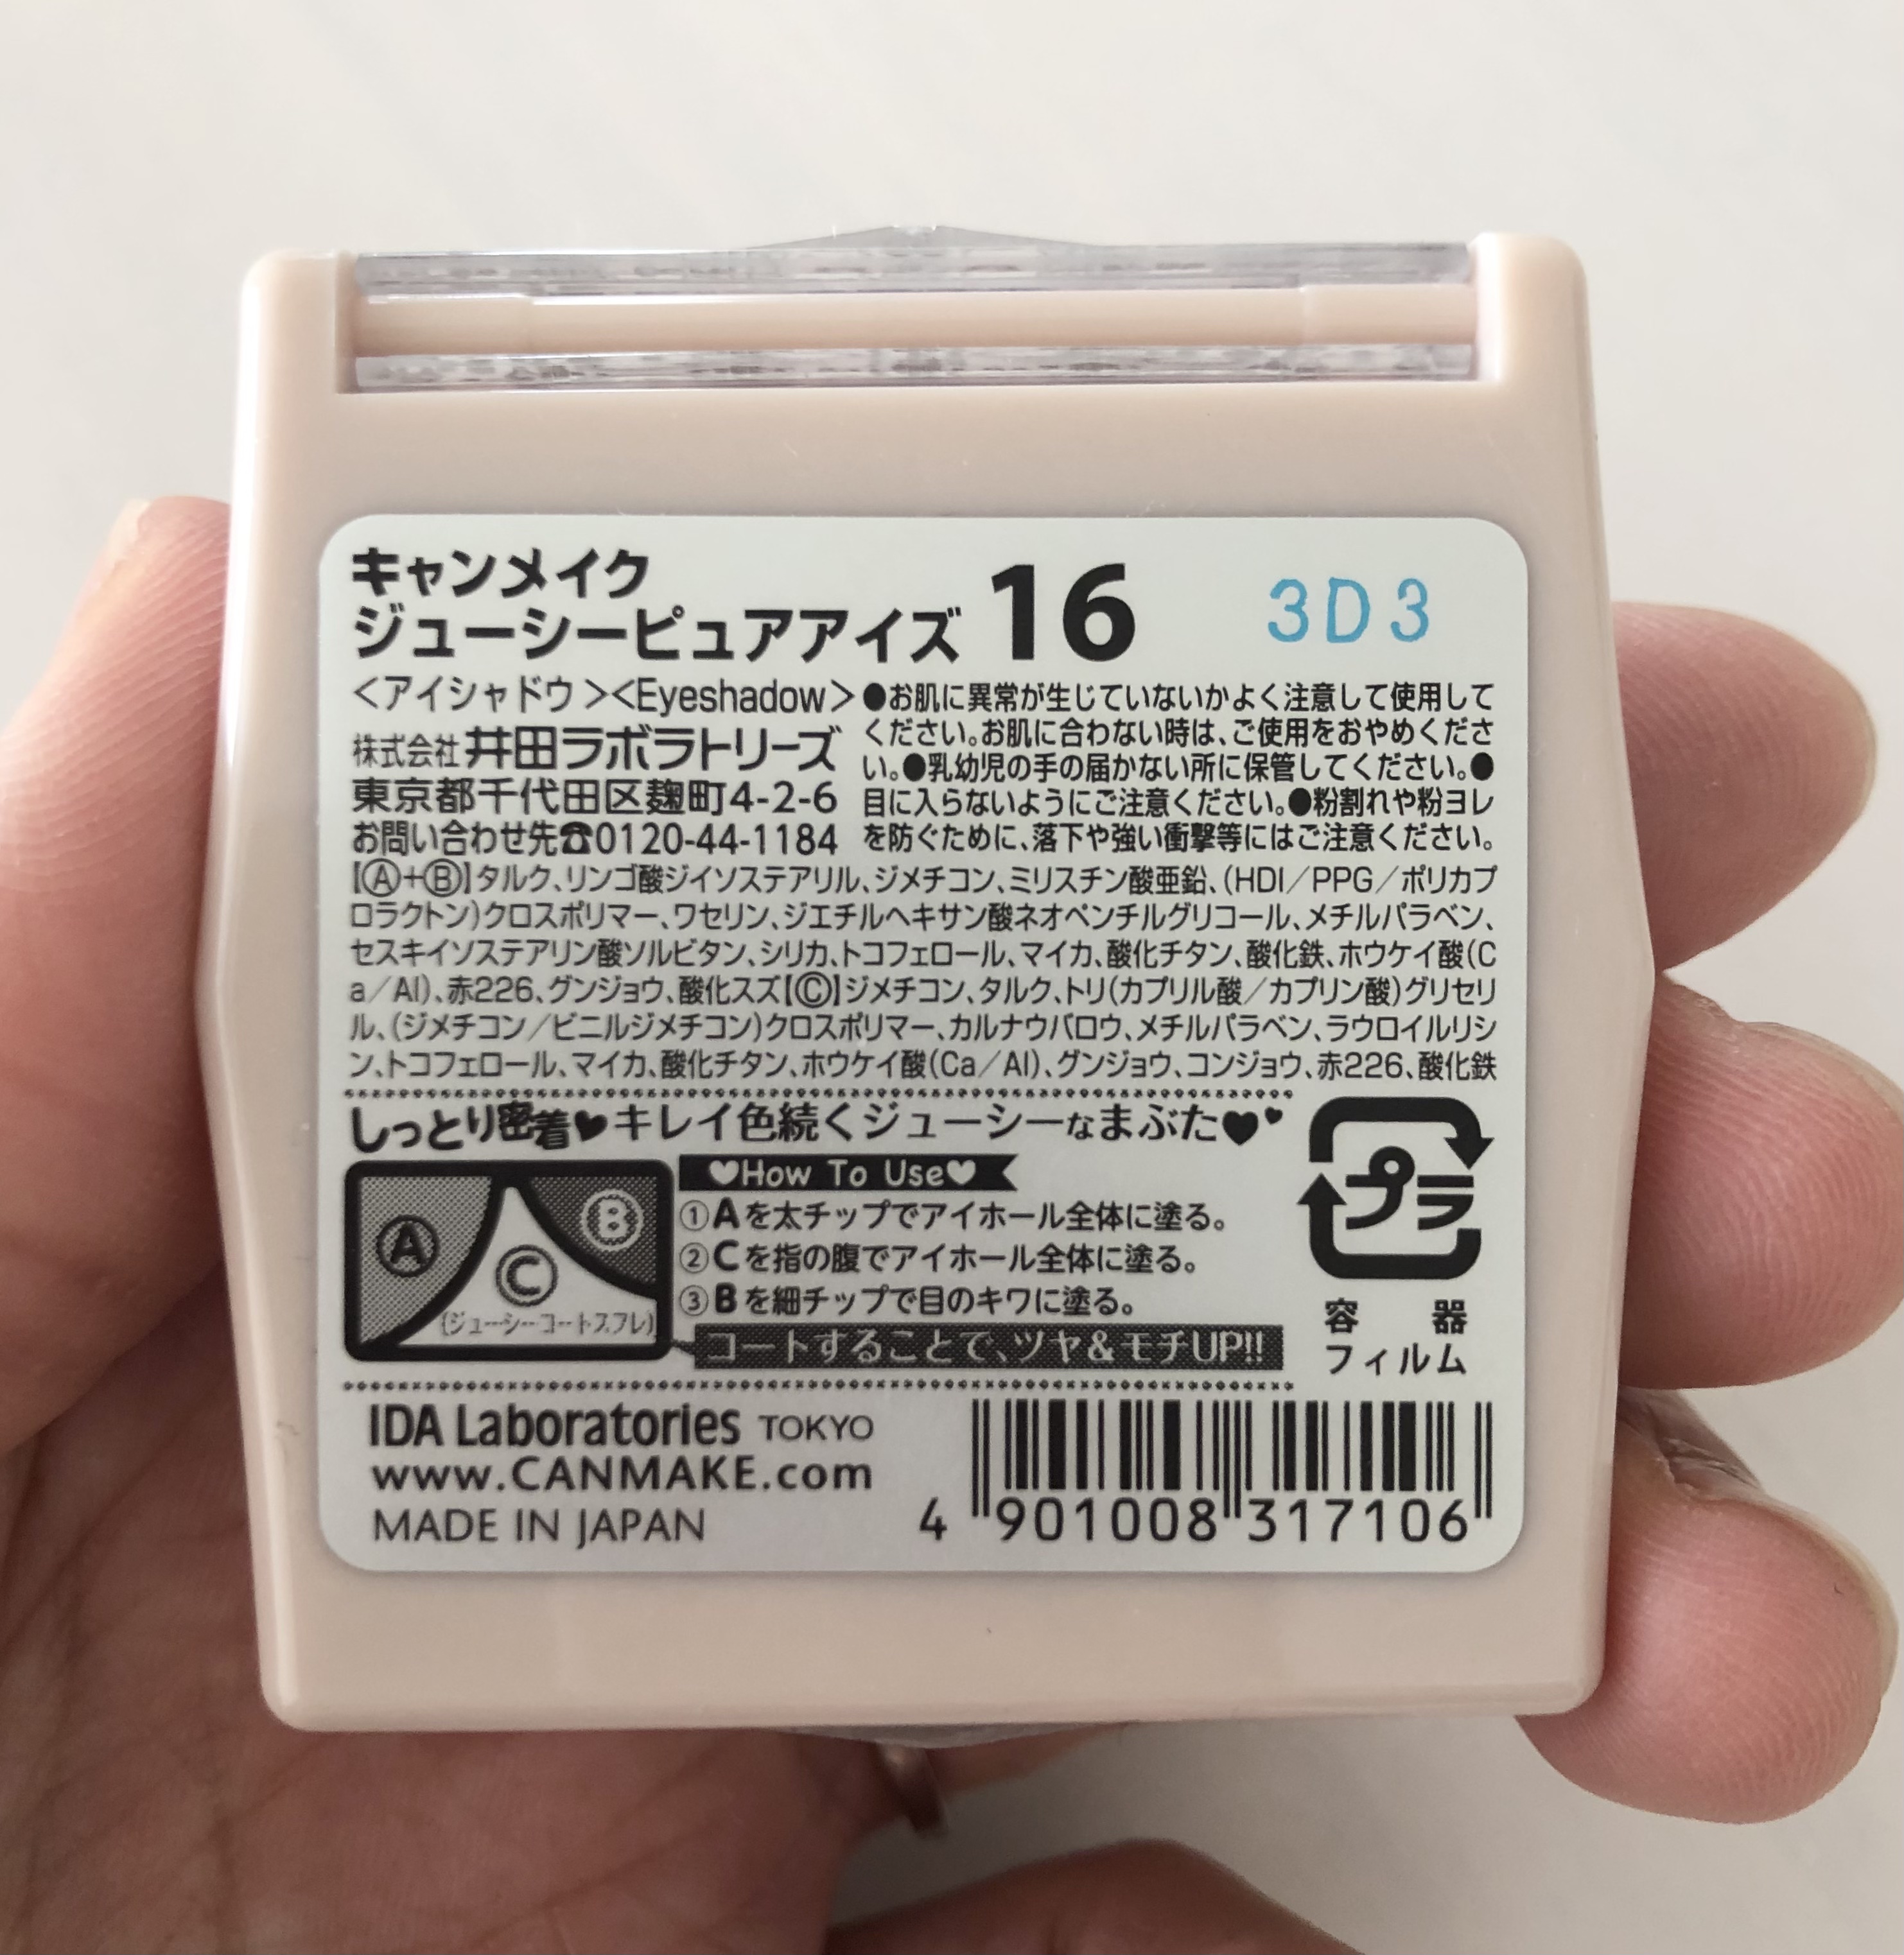 キャンメイク
ジューシーピュアアイズ 16 3D3
<アイシャドウ><Eyeshadow>
株式会社 井田ラボラトリーズ
東京都千代田区麹町4-2-6
お問い合わせ先☎0120-44-1184
●お肌に異常が生じていないかよく注意して使用して
ください。お肌に合わない時は、ご使用をおやめくださ
い。●乳幼児の手の届かない所に保管してください。●
目に入らないようにご注意ください。●粉割れや粉ヨレ
を防ぐために、落下や強い衝撃等にはご注意ください。
【Ⓐ+Ⓑ】タルク、リンゴ酸ジイソステアリル、ジメチコン、ミリスチン酸亜鉛、(HDI/PPG/ポリカプ
ロラクトン)クロスポリマー、ワセリン、ジエチルヘキサン酸ネオペンチルグリコール、メチルパラベン、
セスキイソステアリン酸ソルビタン、シリカ、トコフェロール、マイカ、酸化チタン、酸化鉄、ホウケイ酸(C
a/Al)、赤226、グンジョウ、酸化スズ【Ⓒ】ジメチコン、タルク、トリ(カプリル酸/カプリン酸)グリセリ
ル、(ジメチコン/ビニルジメチコン)クロスポリマー、カルナウバロウ、メチルパラベン、ラウロイルリシ
ン、トコフェロール、マイカ、酸化チタン、ホウケイ酸(Ca/Al)、グンジョウ、コンジョウ、赤226、酸化鉄
しっとり密着♥キレイ色続くジューシーなまぶた♥♥
Ⓐ
Ⓑ
Ⓒ
(ジューシーコートスフレ)
♡How To Use♡
①Aを太チップでアイホール全体に塗る。
②Cを指の腹でアイホール全体に塗る。
③Bを細チップで目のキワに塗る。
コートすることで、ツヤ&モチUP!!
プラ
容器
フィルム
IDA Laboratories TOKYO
www.CANMAKE.com
MADE IN JAPAN
4 901008 317106